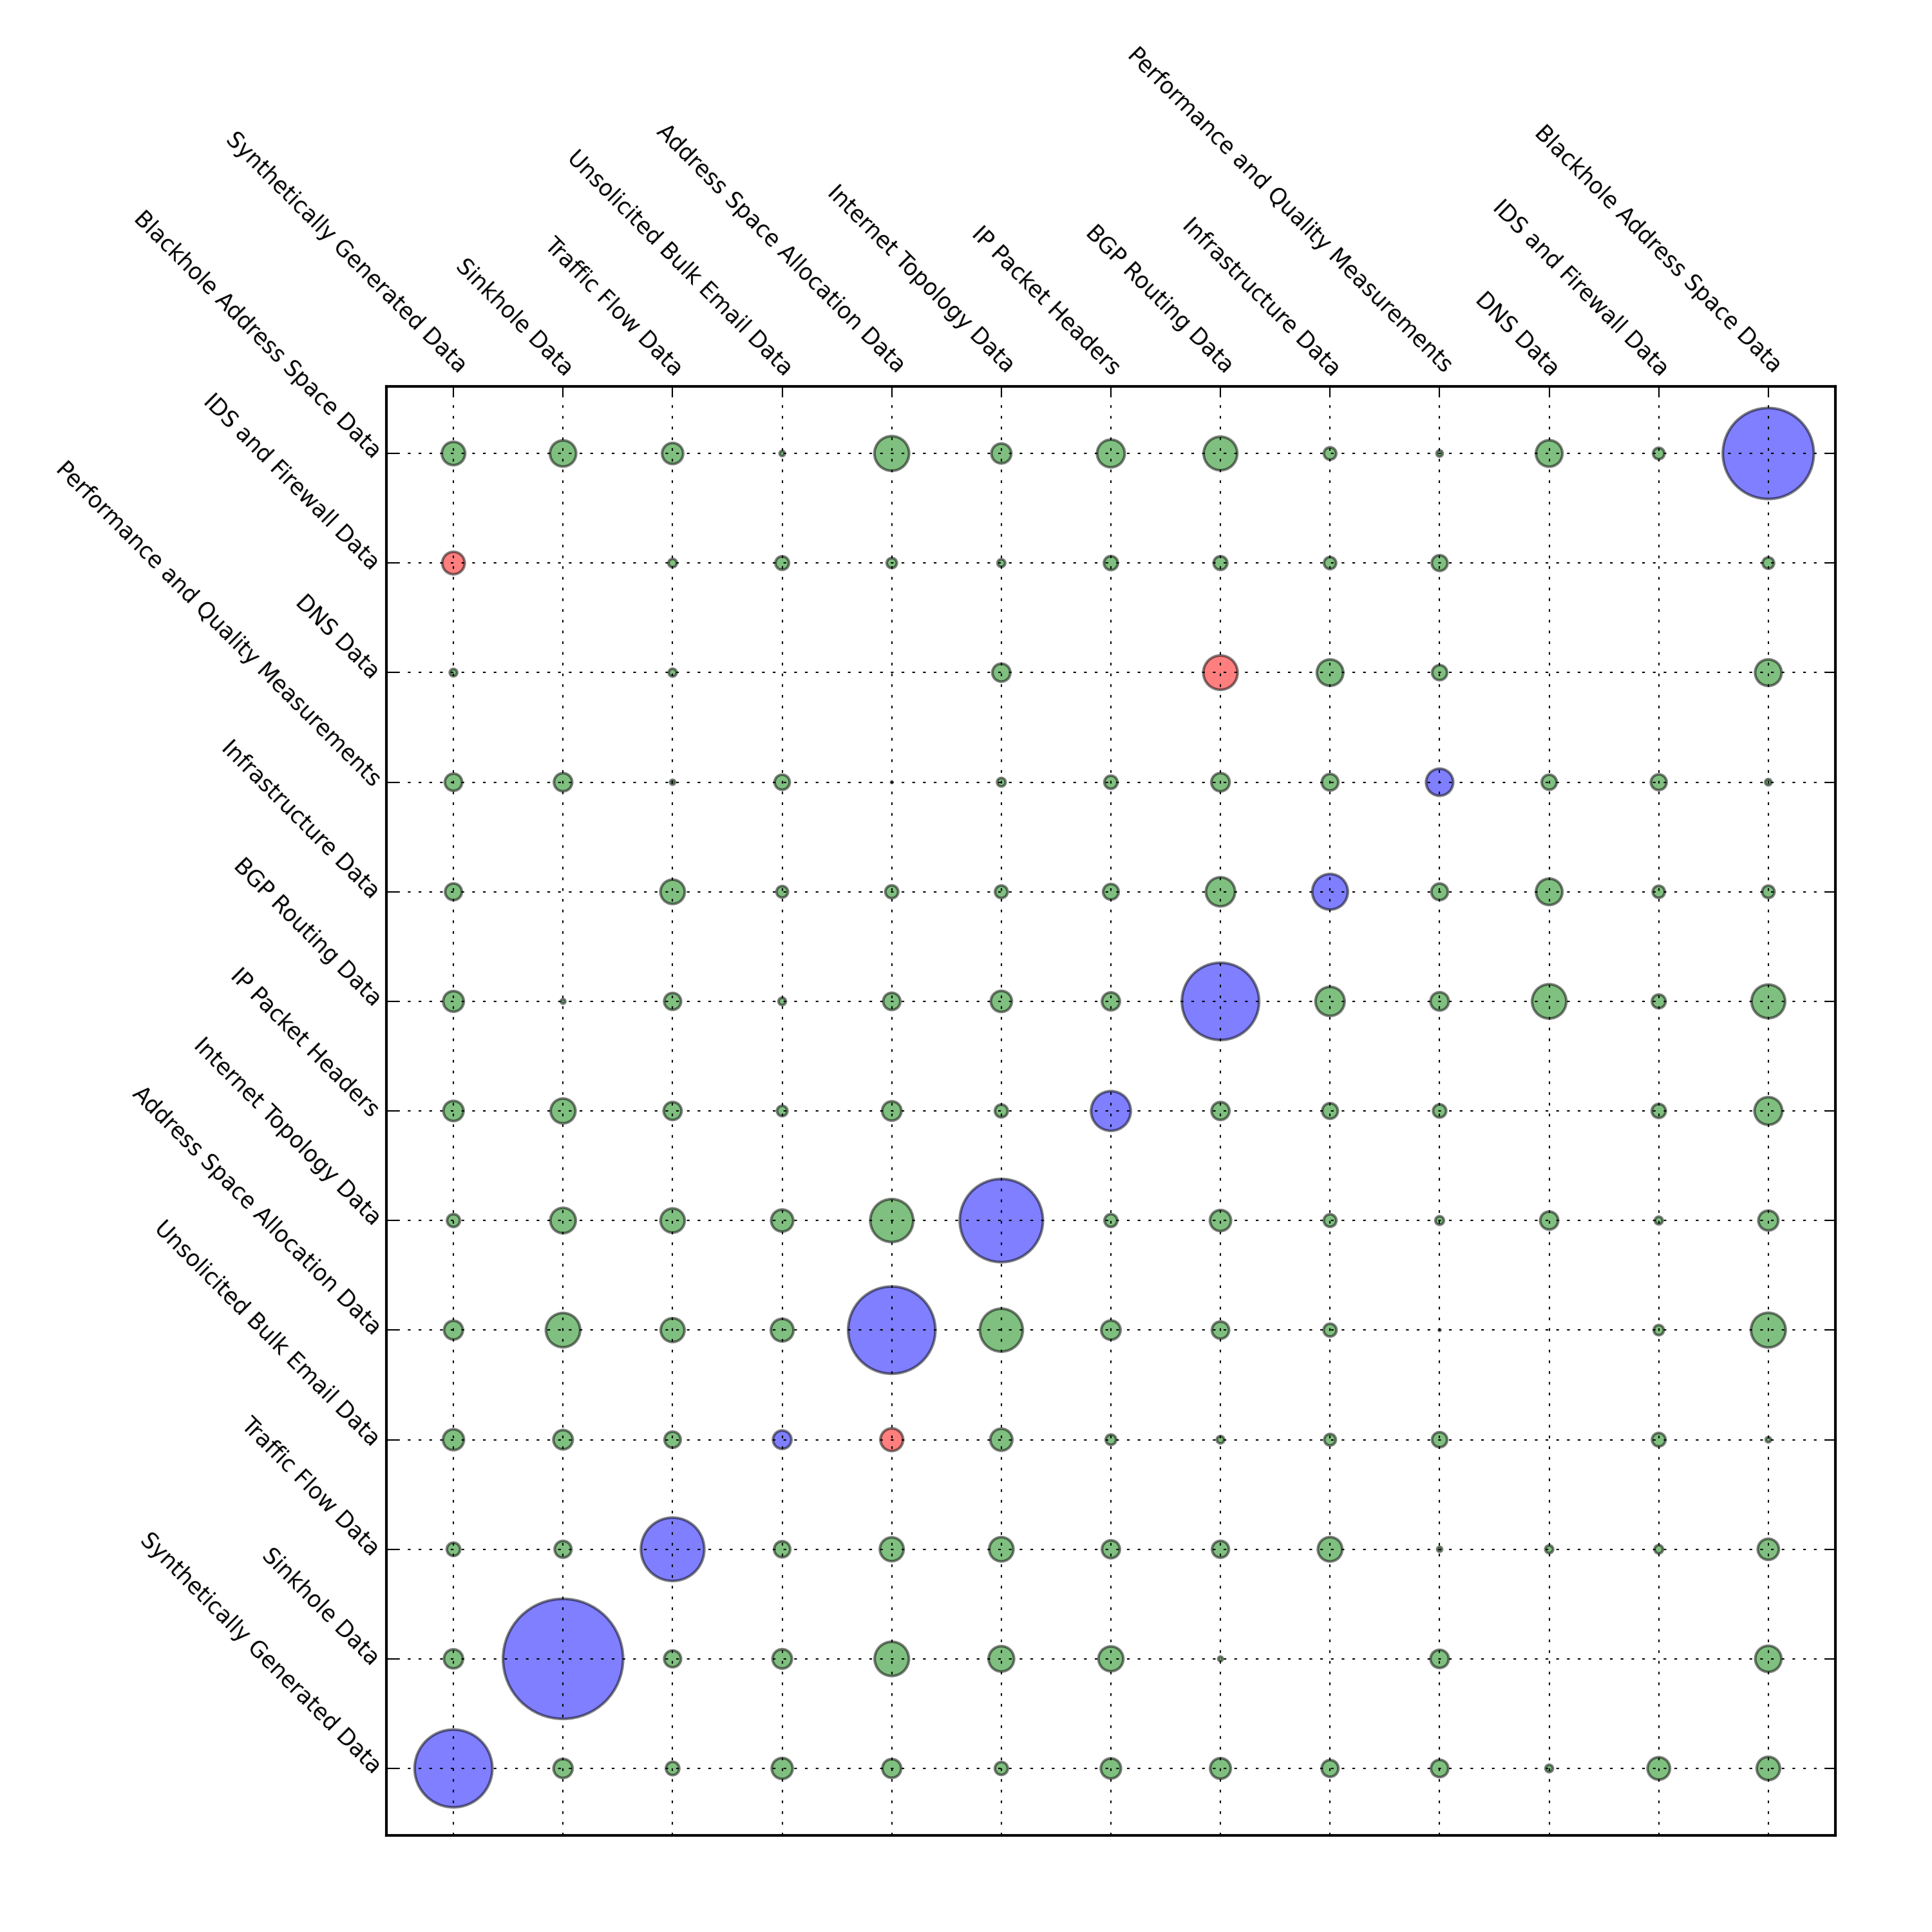 Synthetically Generated Data
Sinkhole Data
Traffic Flow Data
Unsolicited Bulk Email Data
Address Space Allocation Data
Internet Topology Data
IP Packet Headers
BGP Routing Data
Infrastructure Data
Performance and Quality Measurements
DNS Data
IDS and Firewall Data
Blackhole Address Space Data
Blackhole Address Space Data
IDS and Firewall Data
DNS Data
Performance and Quality Measurements
Infrastructure Data
BGP Routing Data
IP Packet Headers
Internet Topology Data
Address Space Allocation Data
Unsolicited Bulk Email Data
Traffic Flow Data
Sinkhole Data
Synthetically Generated Data